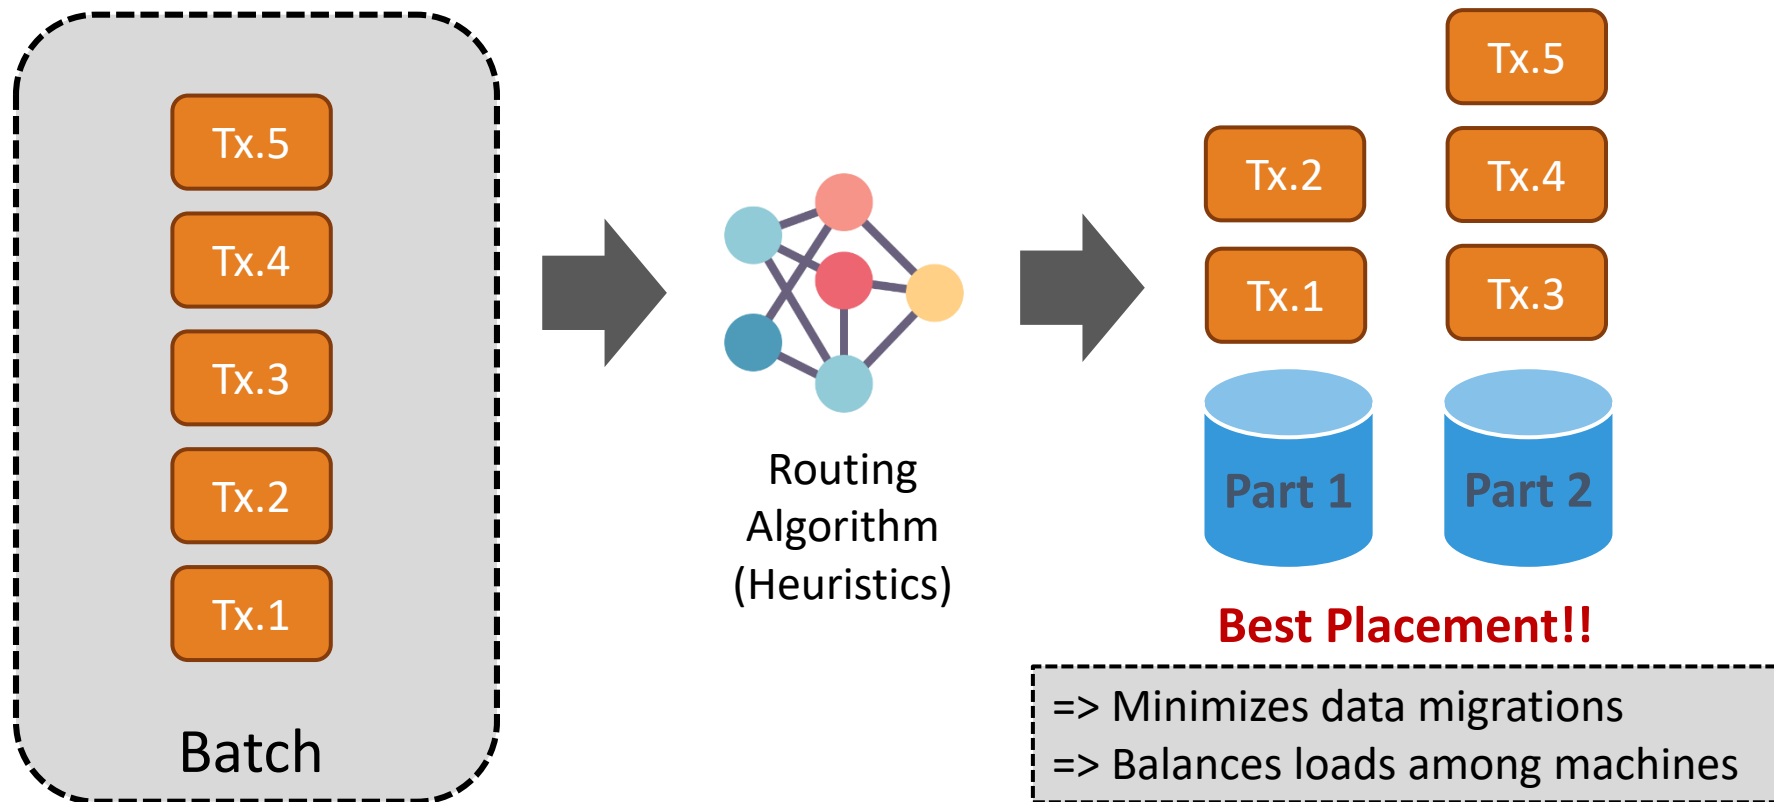 Tx.5
Tx.4
Tx.3
Tx.2
Tx.1
Batch
Routing
Algorithm
(Heuristics)
Tx.2
Tx.1
Part 1
Tx.5
Tx.4
Tx.3
Part 2
Best Placement!!
=> Minimizes data migrations
=> Balances loads among machines